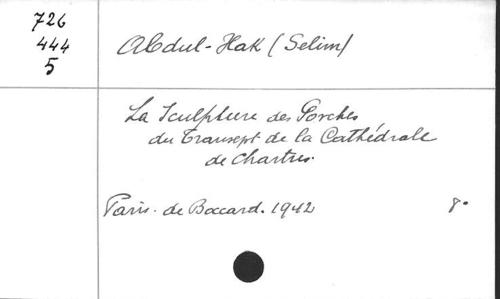 726
444
5
Abdul-Hak (Selim)
La Sculpture des Porches
du Transept de la Cathédrale
de Chartres.
Paris. de Boccard. 1942 8°